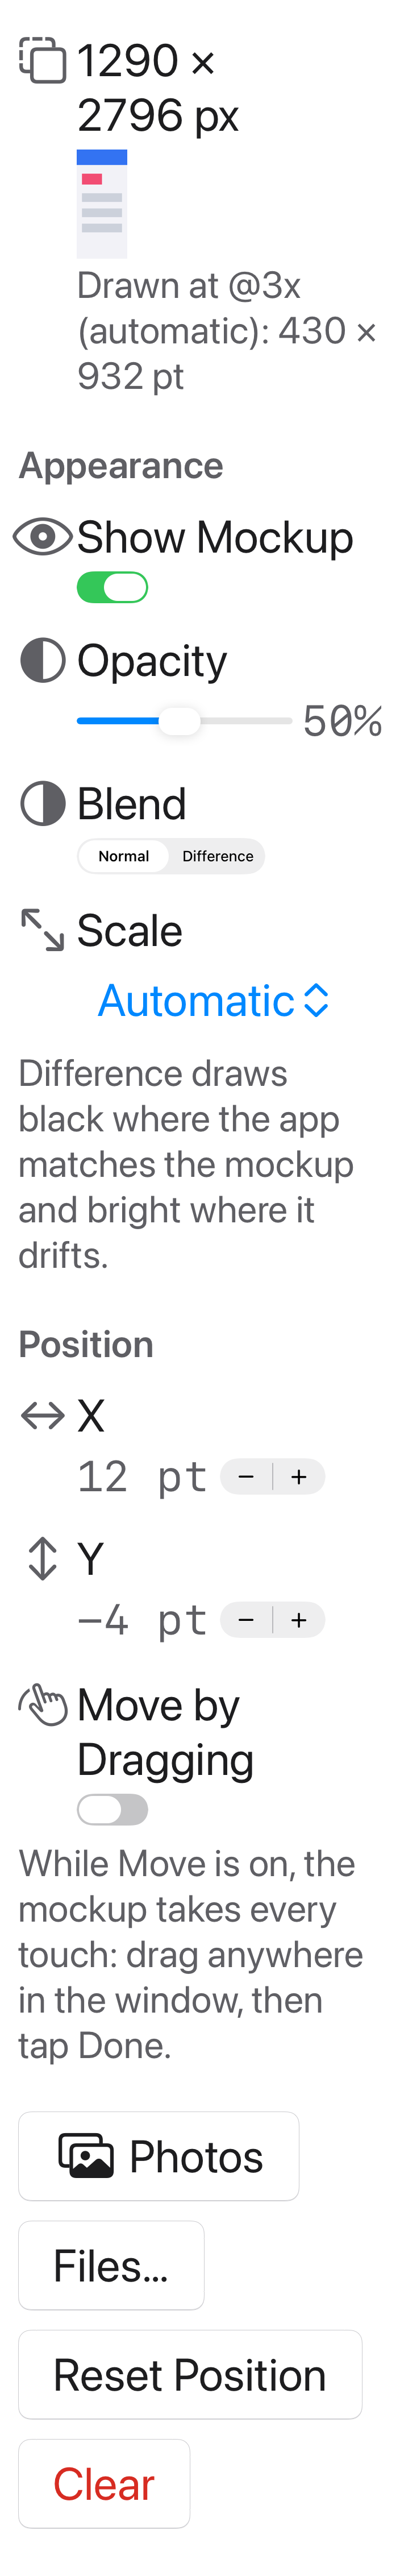 1290 ×
2796 px
Drawn at @3x
(automatic): 430 ×
932 pt
Appearance
Show Mockup
Opacity
50%
Blend
Normal Difference
Scale
Automatic
Difference draws
black where the app
matches the mockup
and bright where it
drifts.
Position
X
12 pt − +
Y
−4 pt − +
Move by
Dragging
While Move is on, the
mockup takes every
touch: drag anywhere
in the window, then
tap Done.
Photos
Files…
Reset Position
Clear